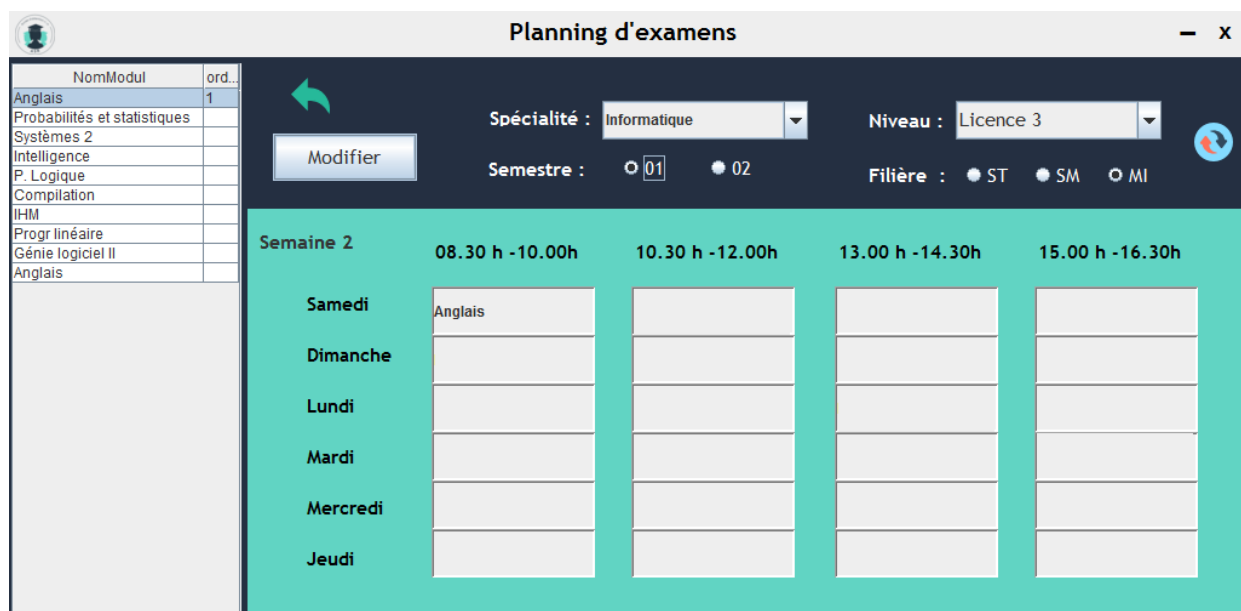 Planning d'examens
– x
NomModul ord...
Anglais 1
Probabilités et statistiques
Systèmes 2
Intelligence
P. Logique
Compilation
IHM
Progr linéaire
Génie logiciel II
Anglais
Modifier
Spécialité : Informatique
Niveau : Licence 3
Semestre : 01 02
Filière : ST SM MI
Semaine 2
08.30 h -10.00h 10.30 h -12.00h 13.00 h -14.30h 15.00 h -16.30h
Samedi Anglais
Dimanche
Lundi
Mardi
Mercredi
Jeudi